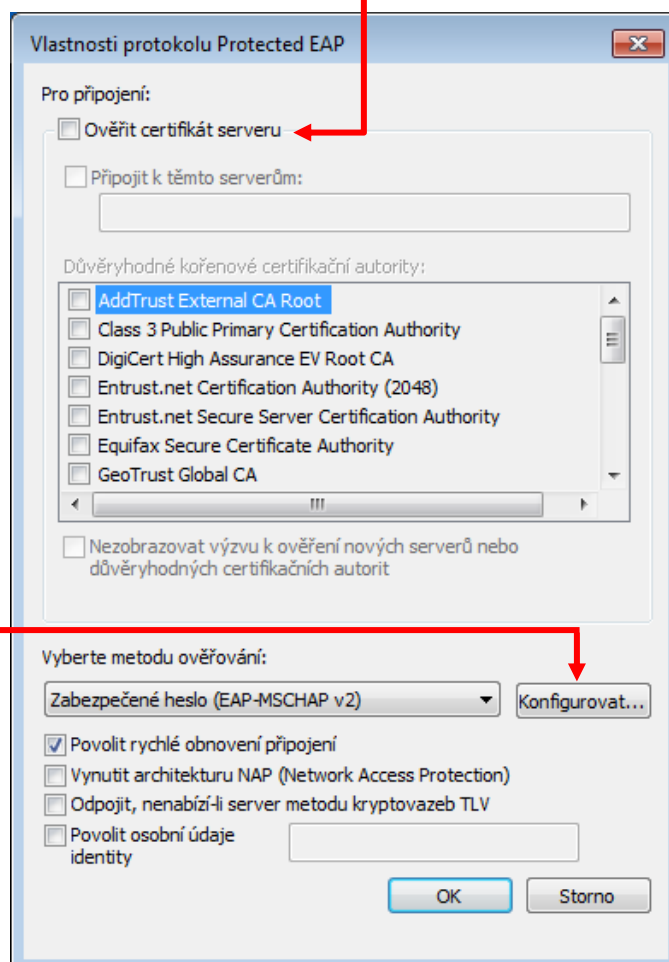 Vlastnosti protokolu Protected EAP
Pro připojení:
Ověřit certifikát serveru
Připojit k těmto serverům:
Důvěryhodné kořenové certifikační autority:
AddTrust External CA Root
Class 3 Public Primary Certification Authority
DigiCert High Assurance EV Root CA
Entrust.net Certification Authority (2048)
Entrust.net Secure Server Certification Authority
Equifax Secure Certificate Authority
GeoTrust Global CA
Nezobrazovat výzvu k ověření nových serverů nebo
důvěryhodných certifikačních autorit
Vyberte metodu ověřování:
Zabezpečené heslo (EAP-MSCHAP v2)
Konfigurovat...
Povolit rychlé obnovení připojení
Vynutit architekturu NAP (Network Access Protection)
Odpojit, nenabízí-li server metodu kryptovazeb TLV
Povolit osobní údaje
identity
OK
Storno